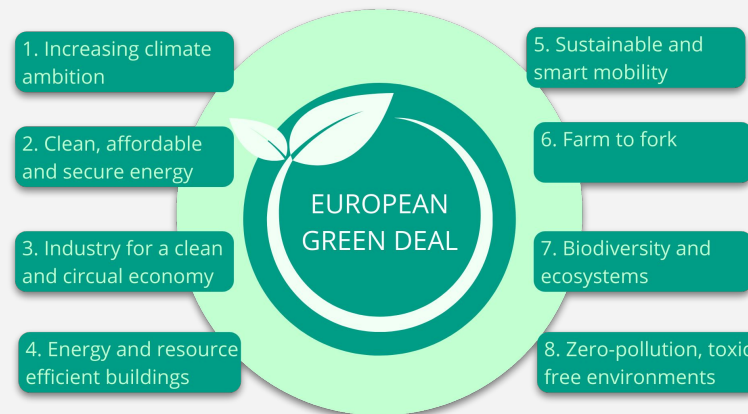 1. Increasing climate
ambition
2. Clean, affordable
and secure energy
3. Industry for a clean
and circual economy
4. Energy and resource
efficient buildings
EUROPEAN
GREEN DEAL
5. Sustainable and
smart mobility
6. Farm to fork
7. Biodiversity and
ecosystems
8. Zero-pollution, toxic
free environments